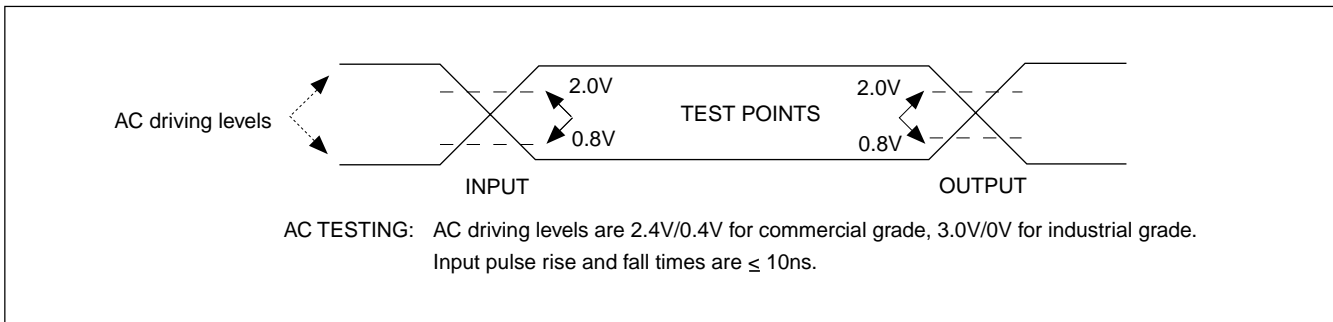 2.0V
2.0V
AC driving levels
TEST POINTS
0.8V
0.8V
INPUT
OUTPUT
AC TESTING: AC driving levels are 2.4V/0.4V for commercial grade, 3.0V/0V for industrial grade.
Input pulse rise and fall times are ≤ 10ns.